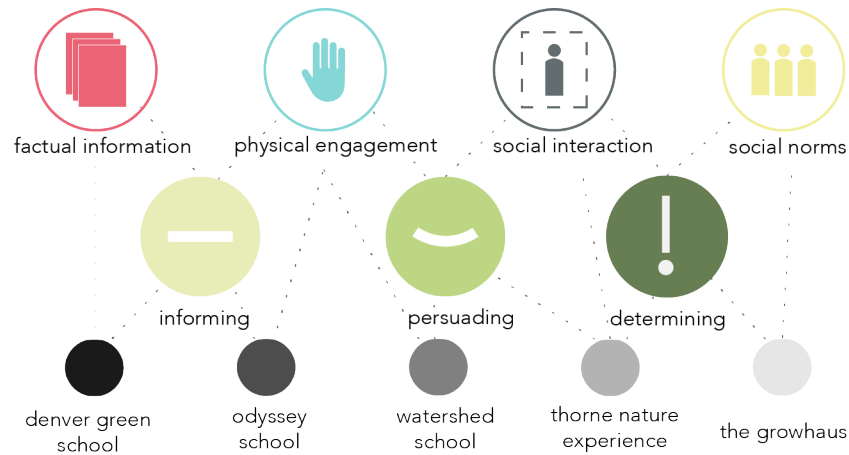 factual information
physical engagement
social interaction
social norms
informing
persuading
determining
denver green
school
odyssey
school
watershed
school
thorne nature
experience
the growhaus